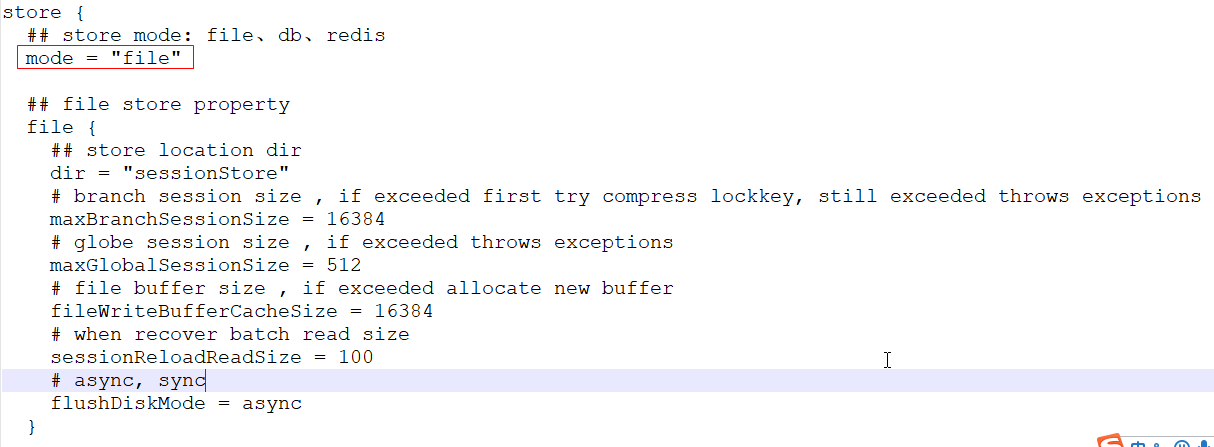 store {
## store mode: file、db、redis
mode = "file"
## file store property
file {
## store location dir
dir = "sessionStore"
# branch session size , if exceeded first try compress lockkey, still exceeded throws exceptions
maxBranchSessionSize = 16384
# globe session size , if exceeded throws exceptions
maxGlobalSessionSize = 512
# file buffer size , if exceeded allocate new buffer
fileWriteBufferCacheSize = 16384
# when recover batch read size
sessionReloadReadSize = 100
# async, sync
flushDiskMode = async
}